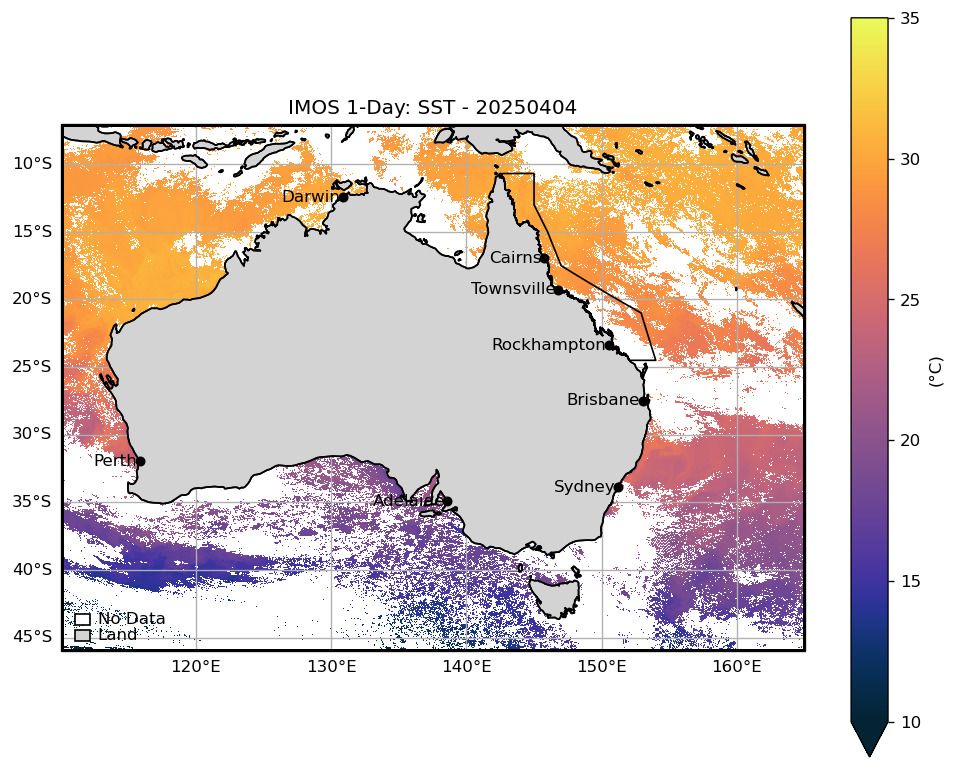 IMOS 1-Day: SST - 20250404
35
30
25
20
15
10
(°C)
10°S
15°S
20°S
25°S
30°S
35°S
40°S
45°S
Darwin
Cairns
Townsville
Rockhampton
Brisbane
Perth
Sydney
Adelaide
No Data
Land
120°E
130°E
140°E
150°E
160°E